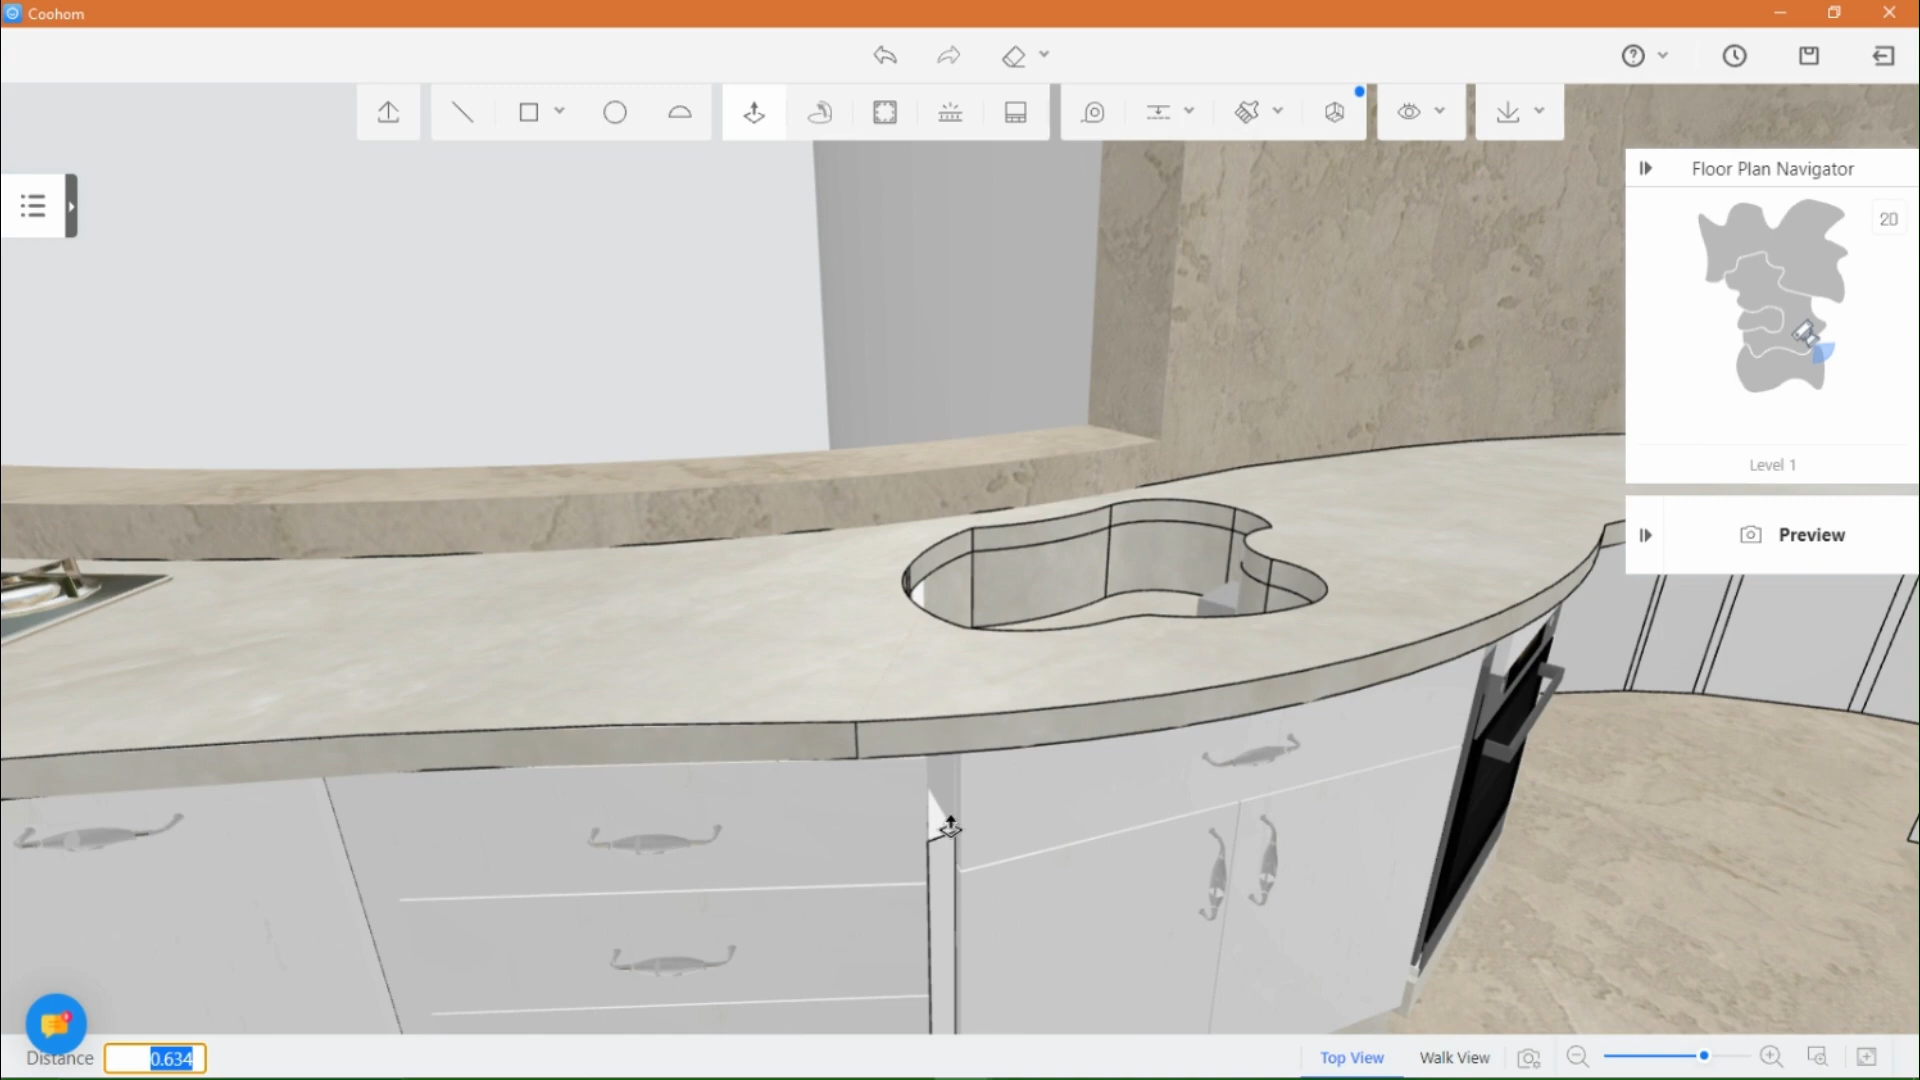 Coohom
Floor Plan Navigator
2D
Level 1
Preview
Distance
0.634
Top View
Walk View